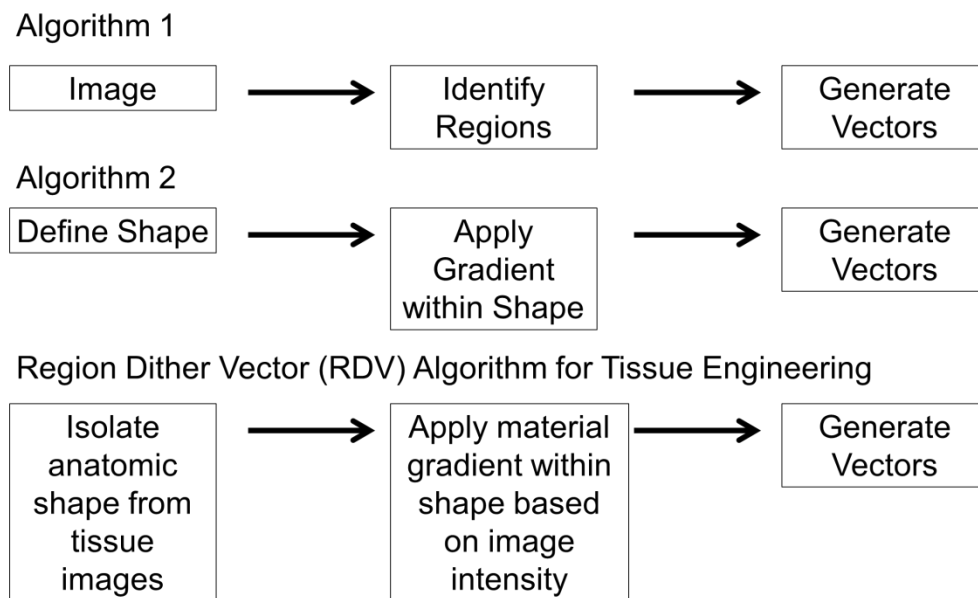 Algorithm 1
Image
Identify
Regions
Generate
Vectors
Algorithm 2
Define Shape
Apply
Gradient
within Shape
Generate
Vectors
Region Dither Vector (RDV) Algorithm for Tissue Engineering
Isolate
anatomic
shape from
tissue
images
Apply material
gradient within
shape based
on image
intensity
Generate
Vectors